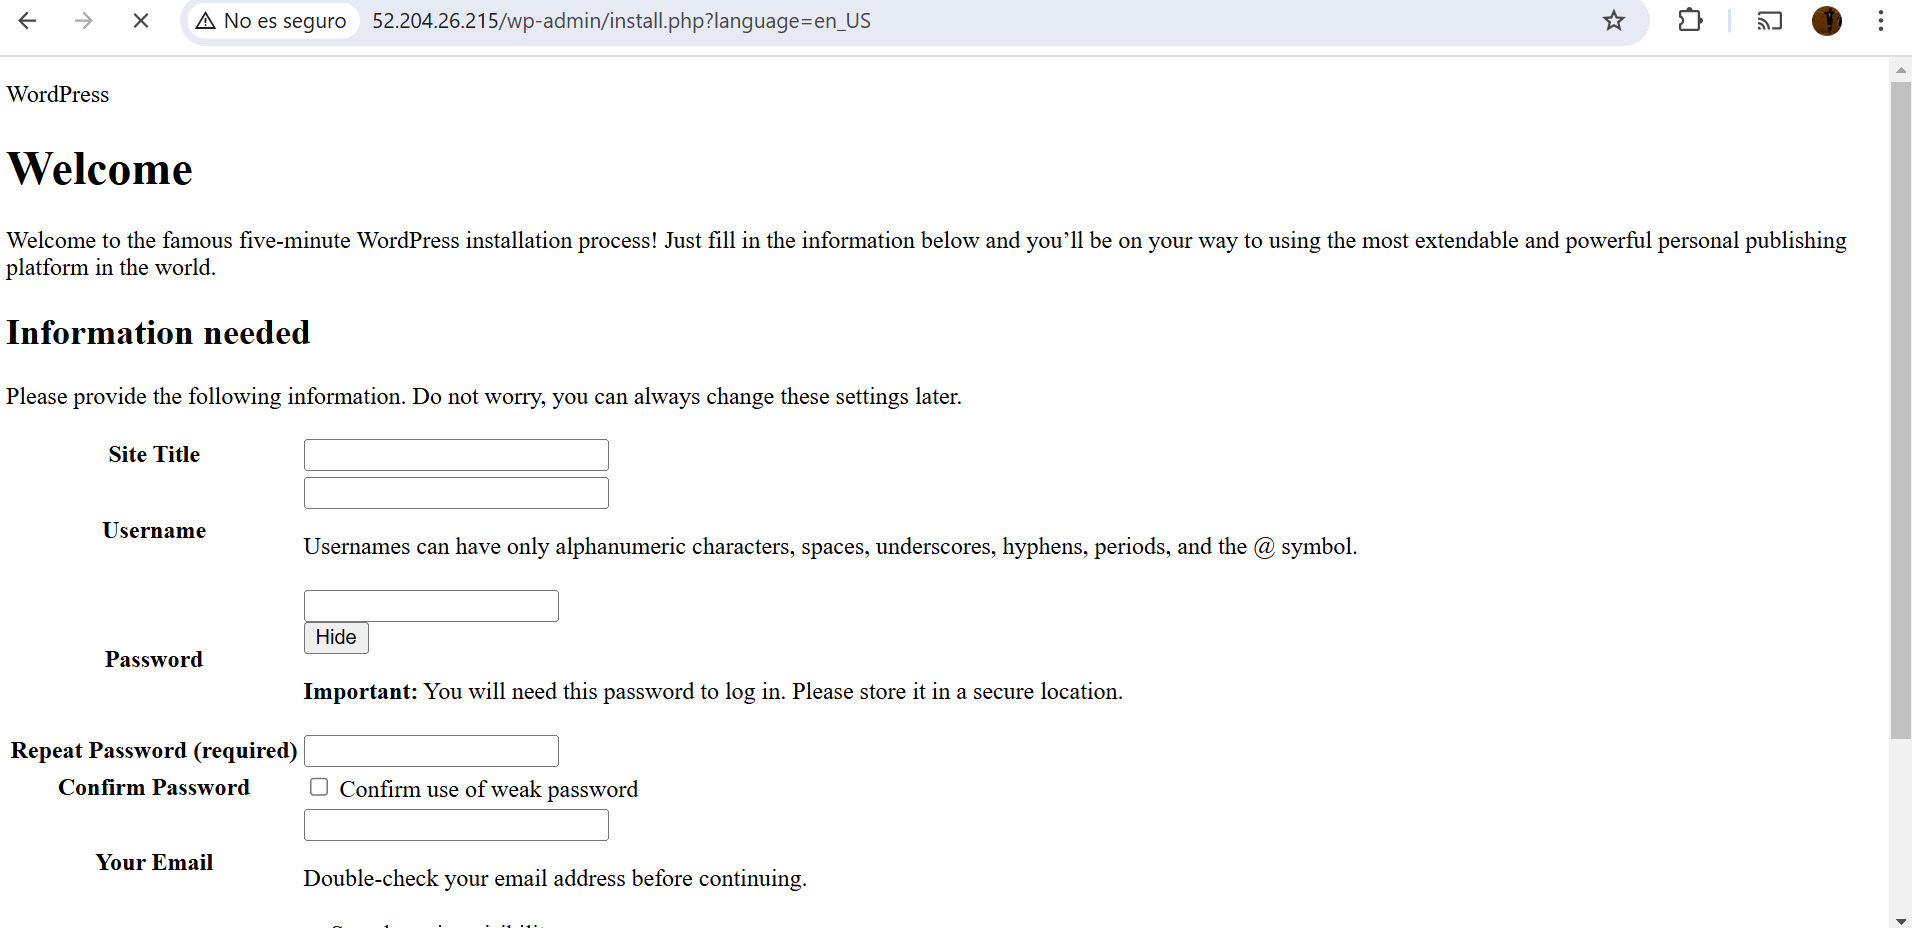 No es seguro
52.204.26.215/wp-admin/install.php?language=en_US
WordPress
Welcome
Welcome to the famous five-minute WordPress installation process! Just fill in the information below and you’ll be on your way to using the most extendable and powerful personal publishing
platform in the world.
Information needed
Please provide the following information. Do not worry, you can always change these settings later.
Site Title
Username
Usernames can have only alphanumeric characters, spaces, underscores, hyphens, periods, and the @ symbol.
Hide
Password
Important: You will need this password to log in. Please store it in a secure location.
Repeat Password (required)
Confirm Password
Confirm use of weak password
Your Email
Double-check your email address before continuing.